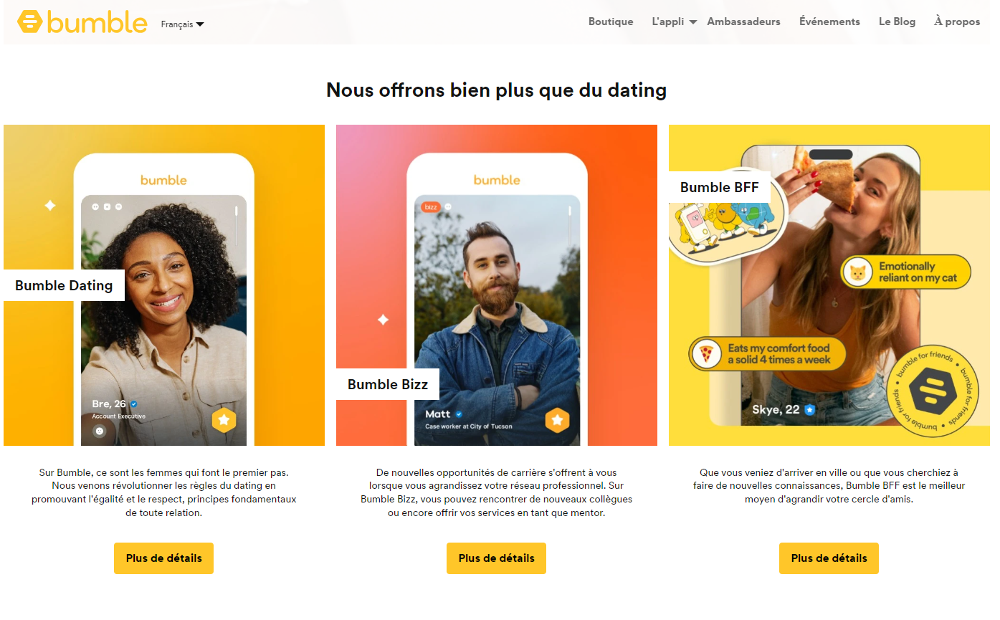 bumble
Français
Boutique
L'appli
Ambassadeurs
Événements
Le Blog
À propos
Nous offrons bien plus que du dating
bumble
Bumble Dating
Bre, 26
Account Executive
bumble
bizz
Bumble Bizz
Matt
Case worker at City of Tucson
Bumble BFF
Emotionally
reliant on my cat
Eats my comfort food
a solid 4 times a week
Skye, 22
bumble for friends • bumble for friends • bumble for friends •
Sur Bumble, ce sont les femmes qui font le premier pas.
Nous venons révolutionner les règles du dating en
promouvant l'égalité et le respect, principes fondamentaux
de toute relation.
De nouvelles opportunités de carrière s'offrent à vous
lorsque vous agrandissez votre réseau professionnel. Sur
Bumble Bizz, vous pouvez rencontrer de nouveaux collègues
ou encore offrir vos services en tant que mentor.
Que vous veniez d'arriver en ville ou que vous cherchiez à
faire de nouvelles connaissances, Bumble BFF est le meilleur
moyen d'agrandir votre cercle d'amis.
Plus de détails
Plus de détails
Plus de détails